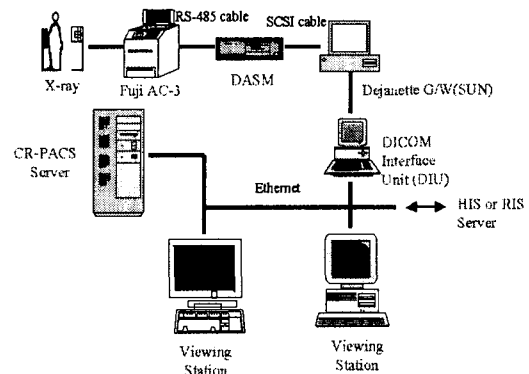 RS-485 cable
SCSI cable
X-ray
Fuji AC-3
DASM
Dejanette G/W(SUN)
CR-PACS
Server
DICOM
Interface
Unit (DIU)
Ethernet
HIS or RIS
Server
Viewing
Station
Viewing
Station